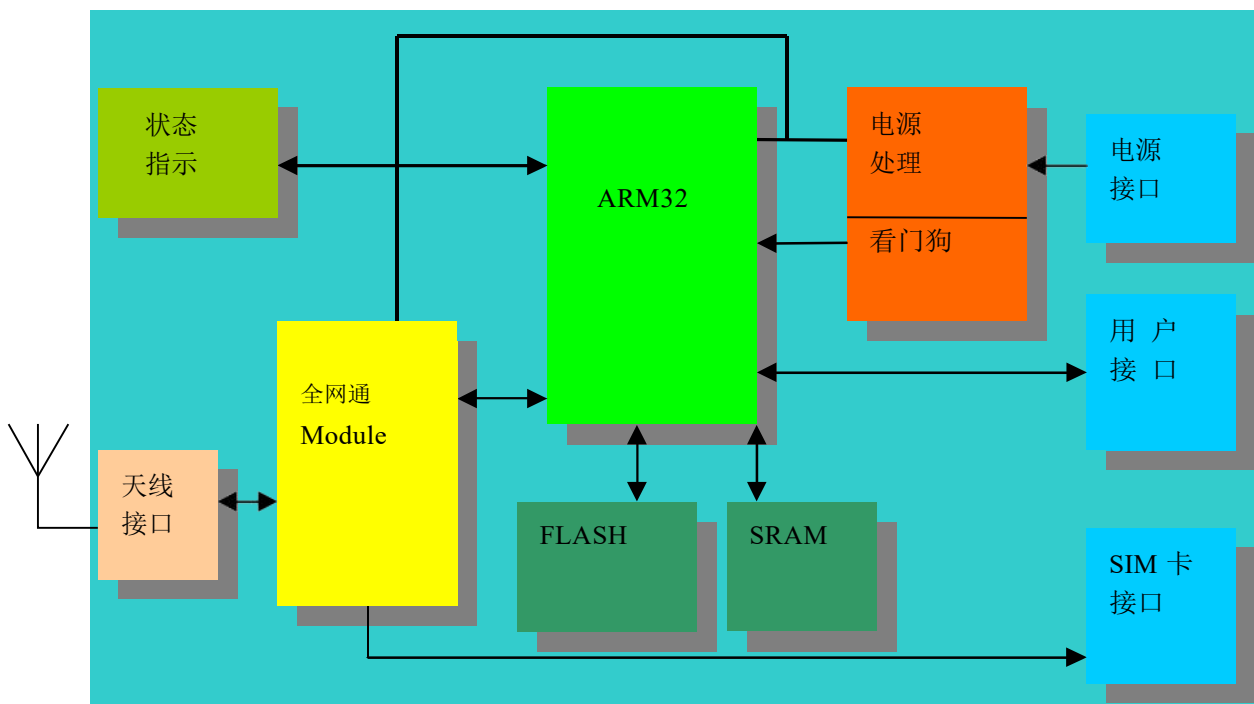 状态
指示
ARM32
电源
处理
看门狗
电源
接口
用 户
接 口
全网通
Module
天线
接口
FLASH
SRAM
SIM 卡
接口